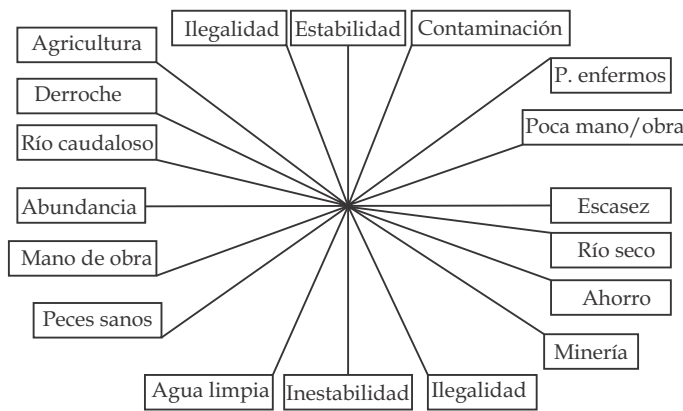 Ilegalidad
Estabilidad
Contaminación
Agricultura
P. enfermos
Derroche
Poca mano/obra
Río caudaloso
Abundancia
Escasez
Río seco
Mano de obra
Ahorro
Peces sanos
Minería
Agua limpia
Inestabilidad
Ilegalidad